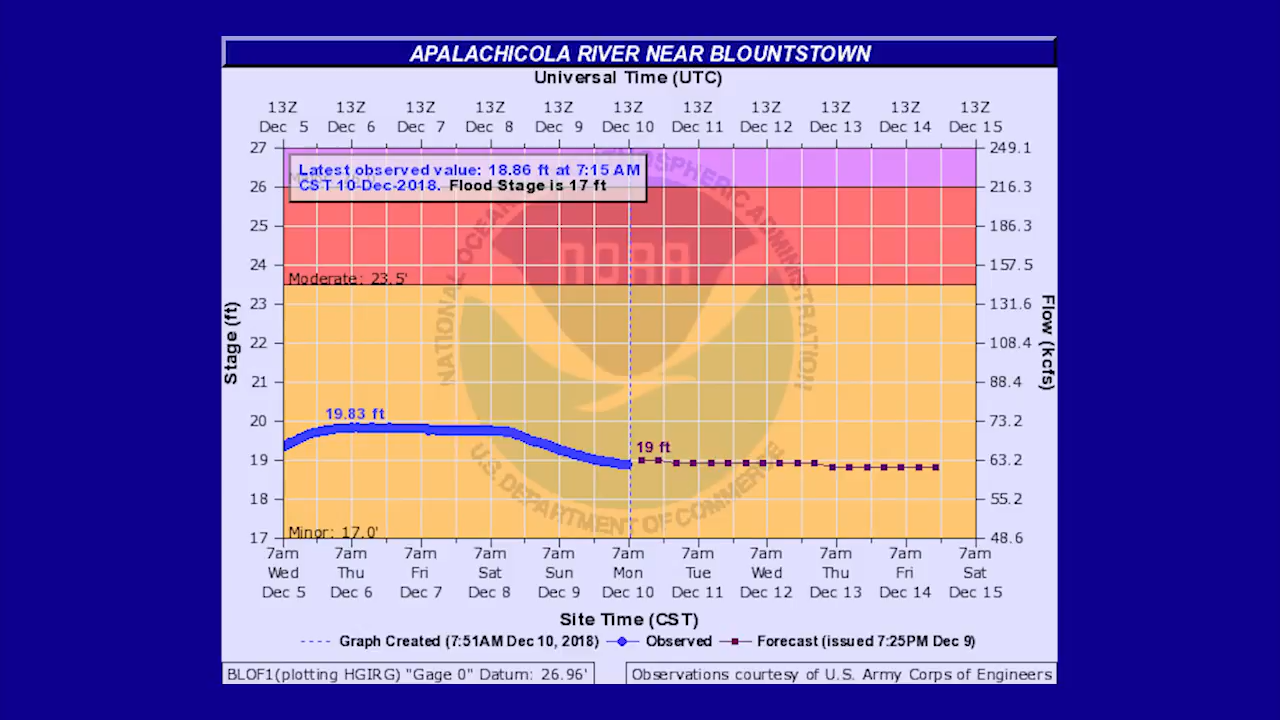 APALACHICOLA RIVER NEAR BLOUNTSTOWN
Universal Time (UTC)
13Z 13Z 13Z 13Z 13Z 13Z 13Z 13Z 13Z 13Z 13Z
Dec 5 Dec 6 Dec 7 Dec 8 Dec 9 Dec 10 Dec 11 Dec 12 Dec 13 Dec 14 Dec 15
27 249.1
Latest observed value: 18.86 ft at 7:15 AM
CST 10-Dec-2018. Flood Stage is 17 ft
26 216.3
25 186.3
24 157.5
Moderate: 23.5'
23 131.6
22 108.4
21 88.4
20 73.2
19 63.2
18 55.2
17 48.6
Stage (ft)
Flow (kcfs)
19.83 ft
19 ft
Minor: 17.0'
NOAA
NATIONAL OCEANIC ATMOSPHERIC ADMINISTRATION
U.S. DEPARTMENT OF COMMERCE
7am 7am 7am 7am 7am 7am 7am 7am 7am 7am 7am
Wed Thu Fri Sat Sun Mon Tue Wed Thu Fri Sat
Dec 5 Dec 6 Dec 7 Dec 8 Dec 9 Dec 10 Dec 11 Dec 12 Dec 13 Dec 14 Dec 15
Site Time (CST)
Graph Created (7:51AM Dec 10, 2018) Observed Forecast (issued 7:25PM Dec 9)
BLOF1(plotting HGIRG) "Gage 0" Datum: 26.96'
Observations courtesy of U.S. Army Corps of Engineers